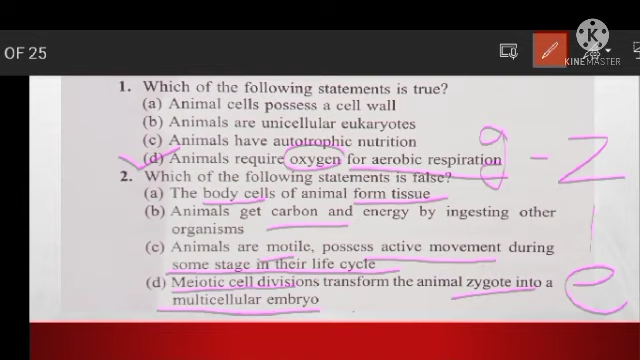 OF 25
KINEMASTER
1. Which of the following statements is true?
(a) Animal cells possess a cell wall
(b) Animals are unicellular eukaryotes
(c) Animals have autotrophic nutrition
(d) Animals require oxygen for aerobic respiration
2. Which of the following statements is false?
(a) The body cells of animal form tissue
(b) Animals get carbon and energy by ingesting other
organisms
(c) Animals are motile, possess active movement during
some stage in their life cycle
(d) Meiotic cell divisions transform the animal zygote into a
multicellular embryo
g - z
e